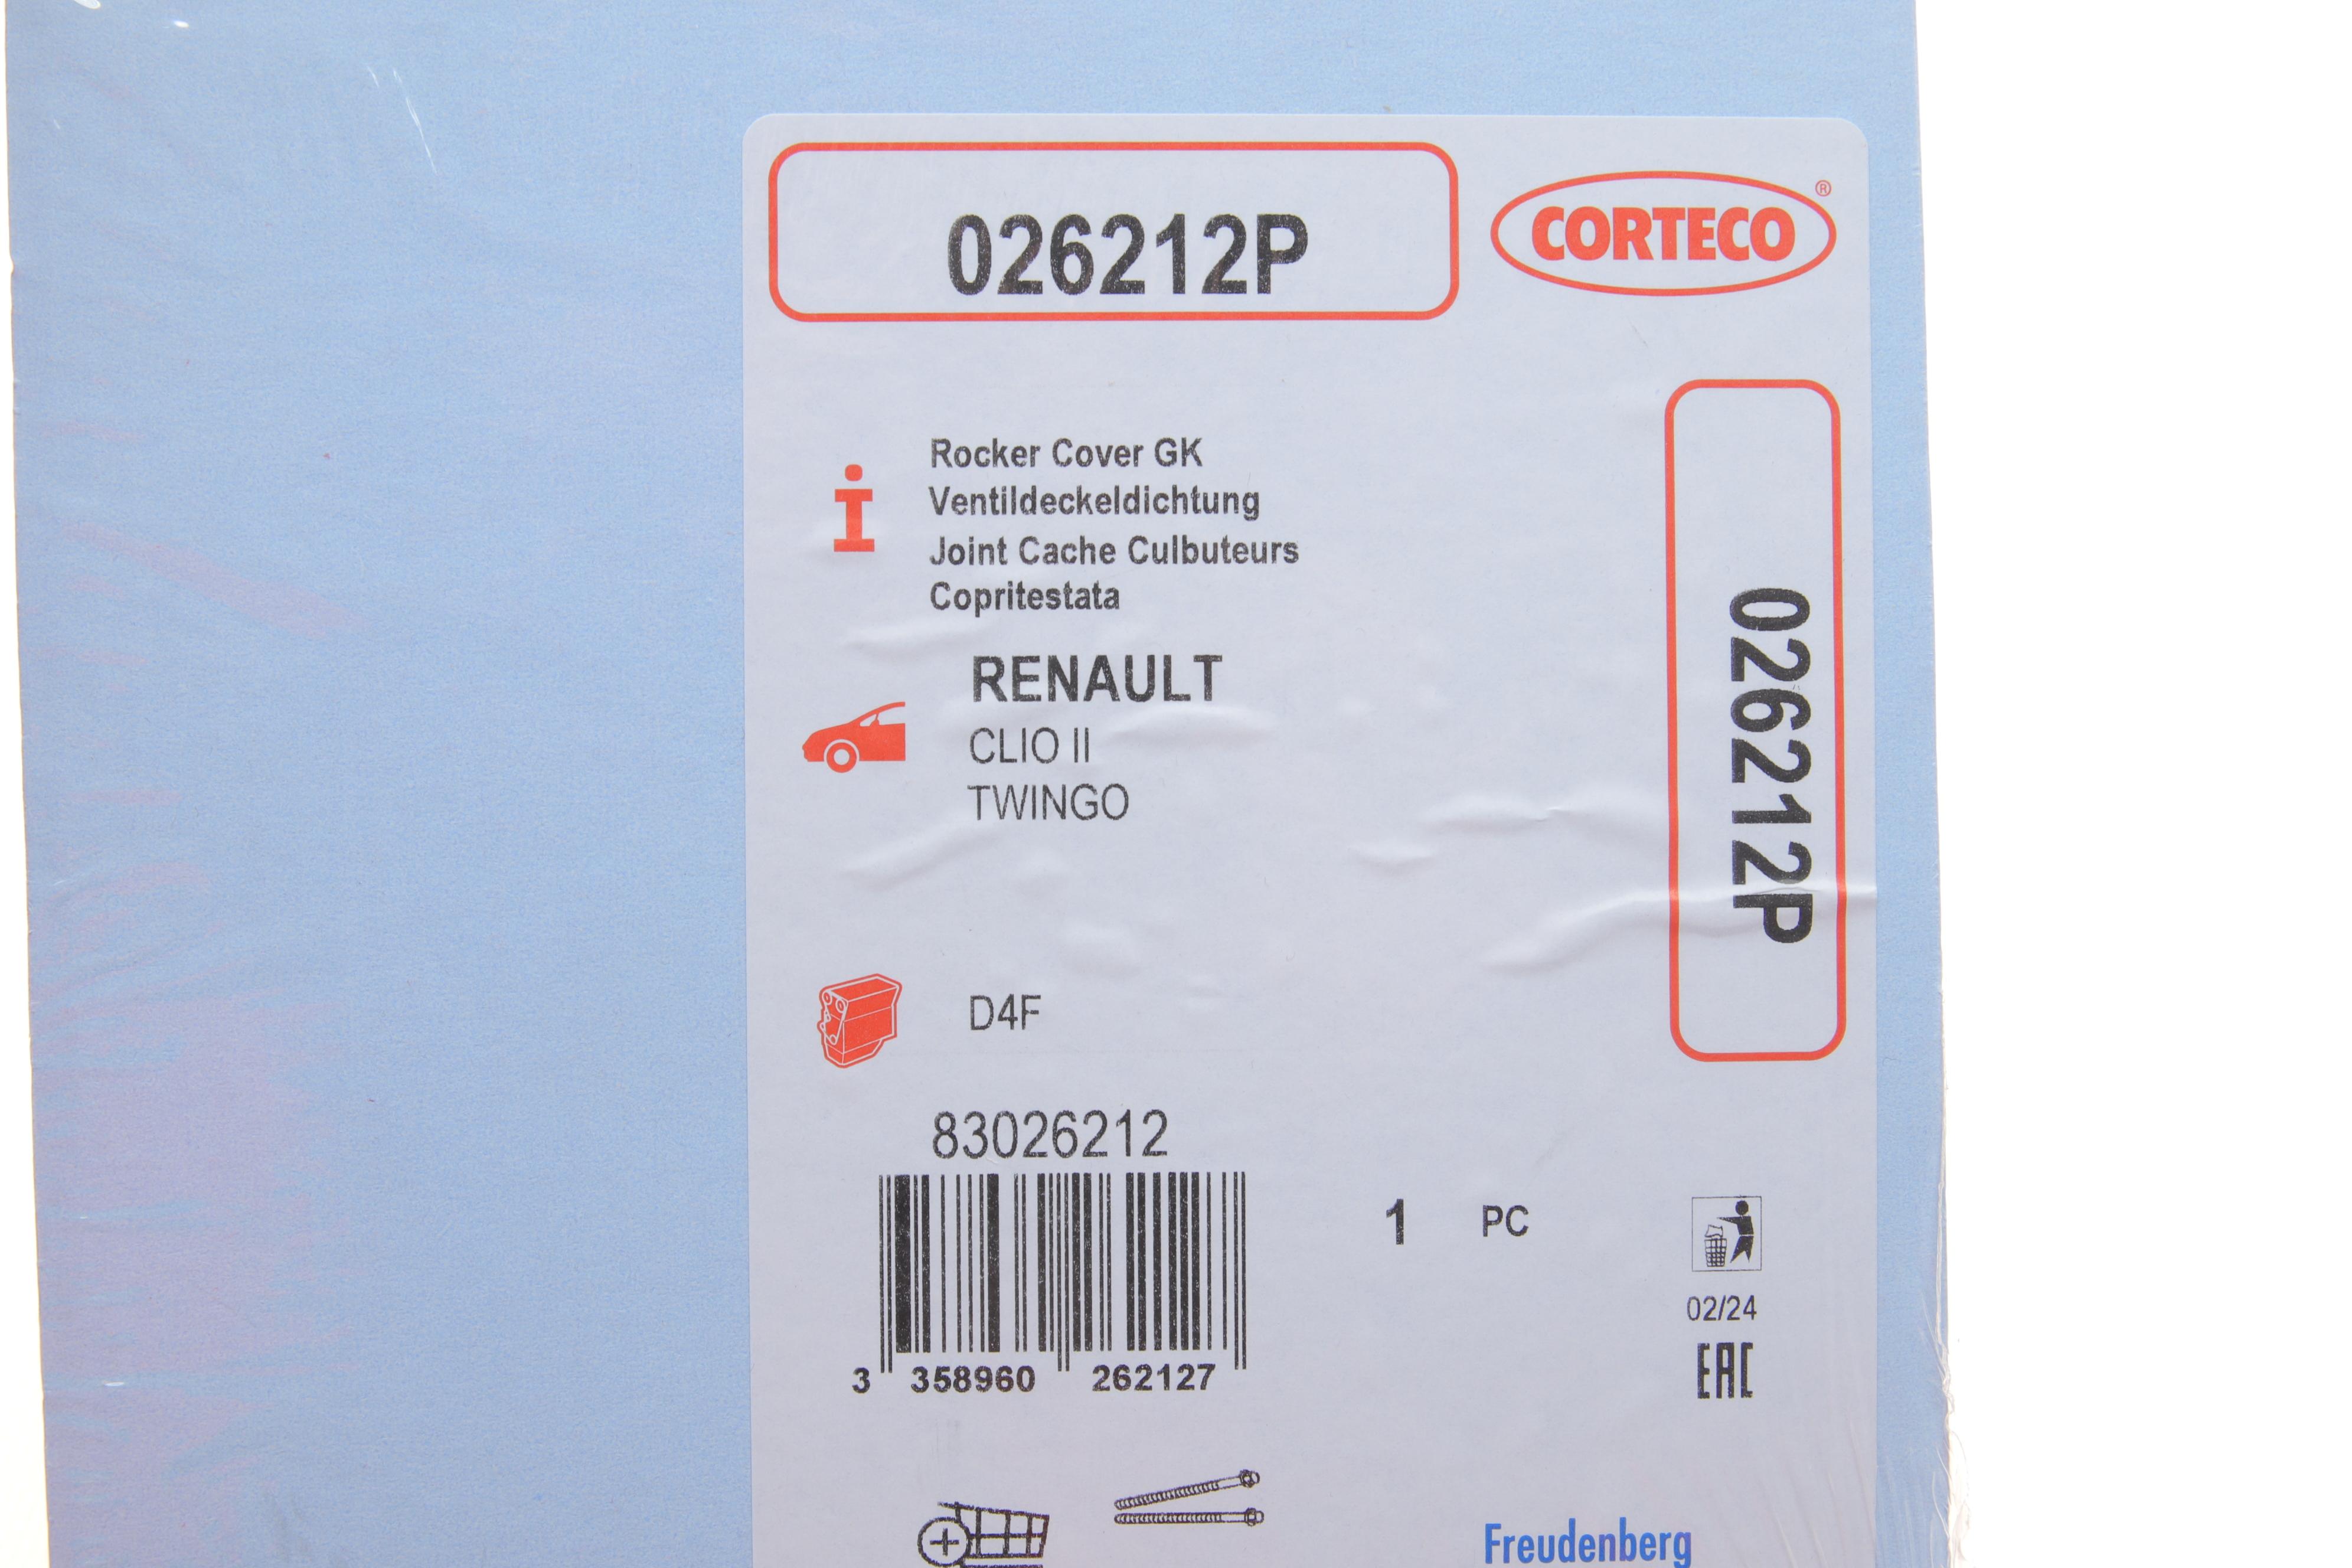 026212P
CORTECO®
Rocker Cover GK
Ventildeckeldichtung
Joint Cache Culbuteurs
Copritestata
026212P
RENAULT
CLIO II
TWINGO
D4F
83026212
1 PC
3 358960 262127
02/24
EAC
Freudenberg